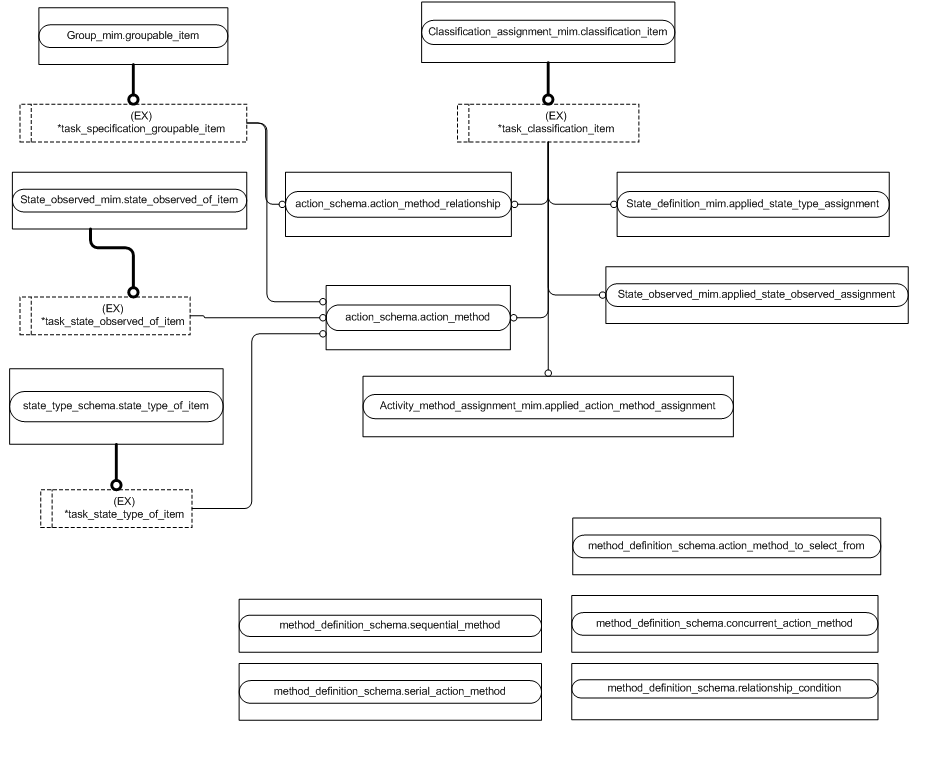 Group_mim.groupable_item
Classification_assignment_mim.classification_item
(EX)
*task_specification_groupable_item
(EX)
*task_classification_item
State_observed_mim.state_observed_of_item
action_schema.action_method_relationship
State_definition_mim.applied_state_type_assignment
State_observed_mim.applied_state_observed_assignment
(EX)
*task_state_observed_of_item
action_schema.action_method
state_type_schema.state_type_of_item
Activity_method_assignment_mim.applied_action_method_assignment
(EX)
*task_state_type_of_item
method_definition_schema.action_method_to_select_from
method_definition_schema.sequential_method
method_definition_schema.concurrent_action_method
method_definition_schema.serial_action_method
method_definition_schema.relationship_condition